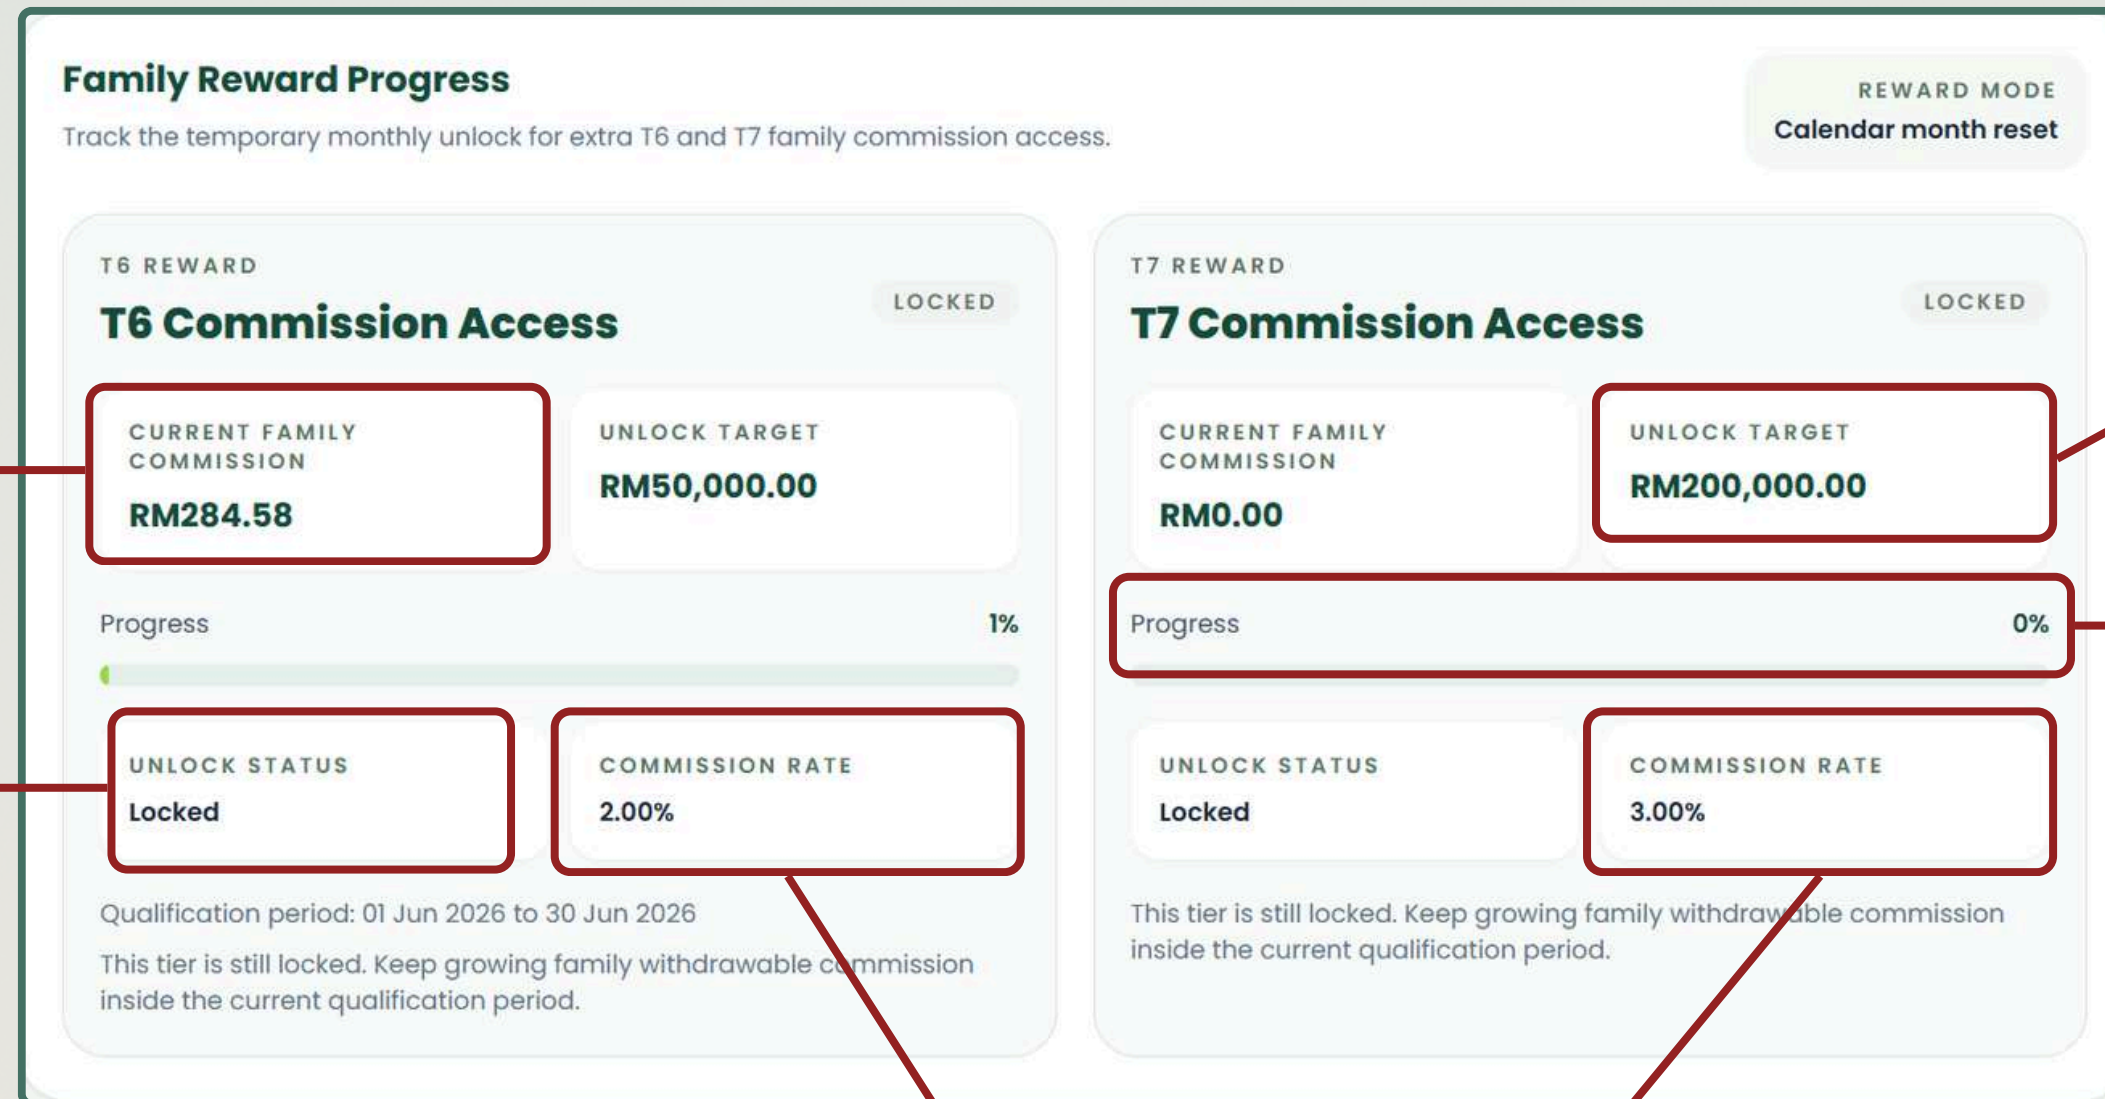 Family Reward Progress
Track the temporary monthly unlock for extra T6 and T7 family commission access.
REWARD MODE
Calendar month reset
T6 REWARD
T6 Commission Access
LOCKED
CURRENT FAMILY
COMMISSION
RM284.58
UNLOCK TARGET
RM50,000.00
Progress
1%
UNLOCK STATUS
Locked
COMMISSION RATE
2.00%
Qualification period: 01 Jun 2026 to 30 Jun 2026
This tier is still locked. Keep growing family withdrawable commission
inside the current qualification period.
T7 REWARD
T7 Commission Access
LOCKED
CURRENT FAMILY
COMMISSION
RM0.00
UNLOCK TARGET
RM200,000.00
Progress
0%
UNLOCK STATUS
Locked
COMMISSION RATE
3.00%
This tier is still locked. Keep growing family withdrawable commission
inside the current qualification period.